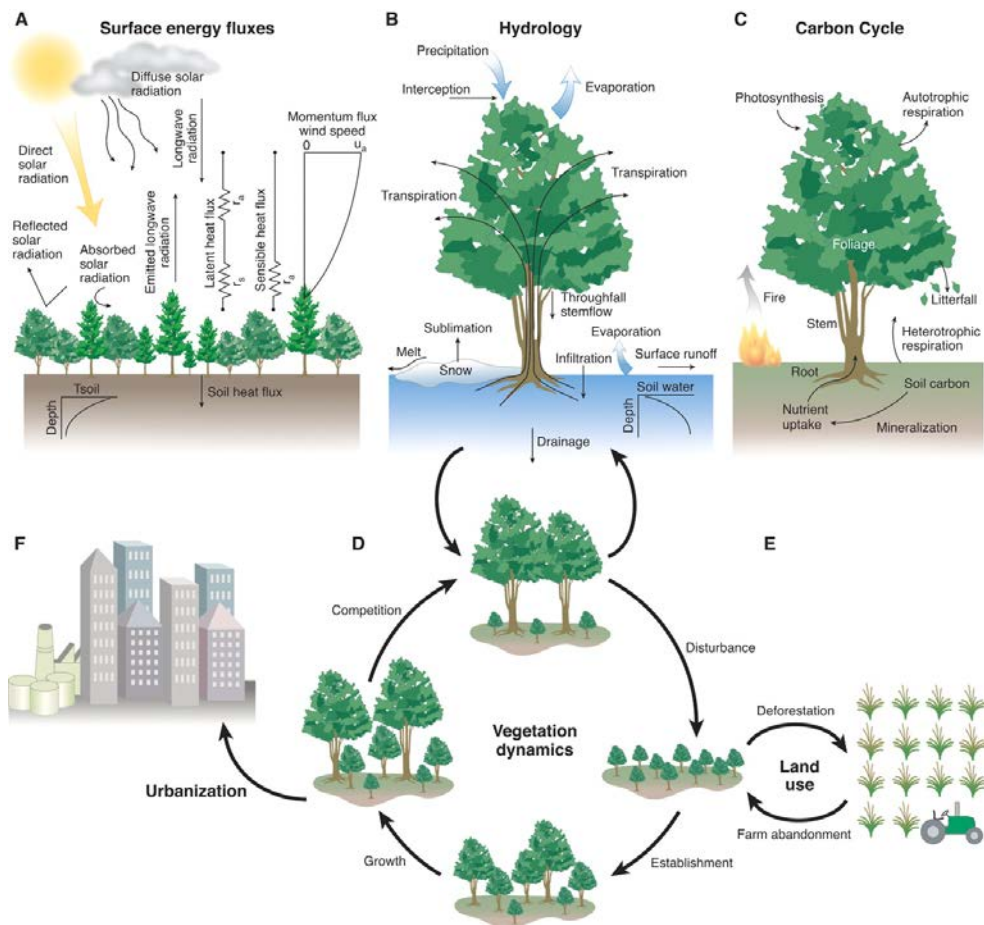 A
Surface energy fluxes
Diffuse solar
radiation
Direct
solar
radiation
Reflected
solar
radiation
Absorbed
solar
radiation
Emitted longwave
radiation
Longwave
radiation
Latent heat flux
r_a
r_s
Sensible heat flux
r_a
Momentum flux
wind speed
0
u_a
Tsoil
Depth
Soil heat flux
B
Hydrology
Precipitation
Interception
Evaporation
Transpiration
Transpiration
Throughfall
stemflow
Sublimation
Evaporation
Melt
Snow
Infiltration
Surface runoff
Soil water
Depth
Drainage
C
Carbon Cycle
Photosynthesis
Autotrophic
respiration
Foliage
Fire
Litterfall
Stem
Heterotrophic
respiration
Root
Soil carbon
Nutrient
uptake
Mineralization
F
D
E
Competition
Disturbance
Vegetation
dynamics
Deforestation
Land
use
Farm abandonment
Urbanization
Growth
Establishment